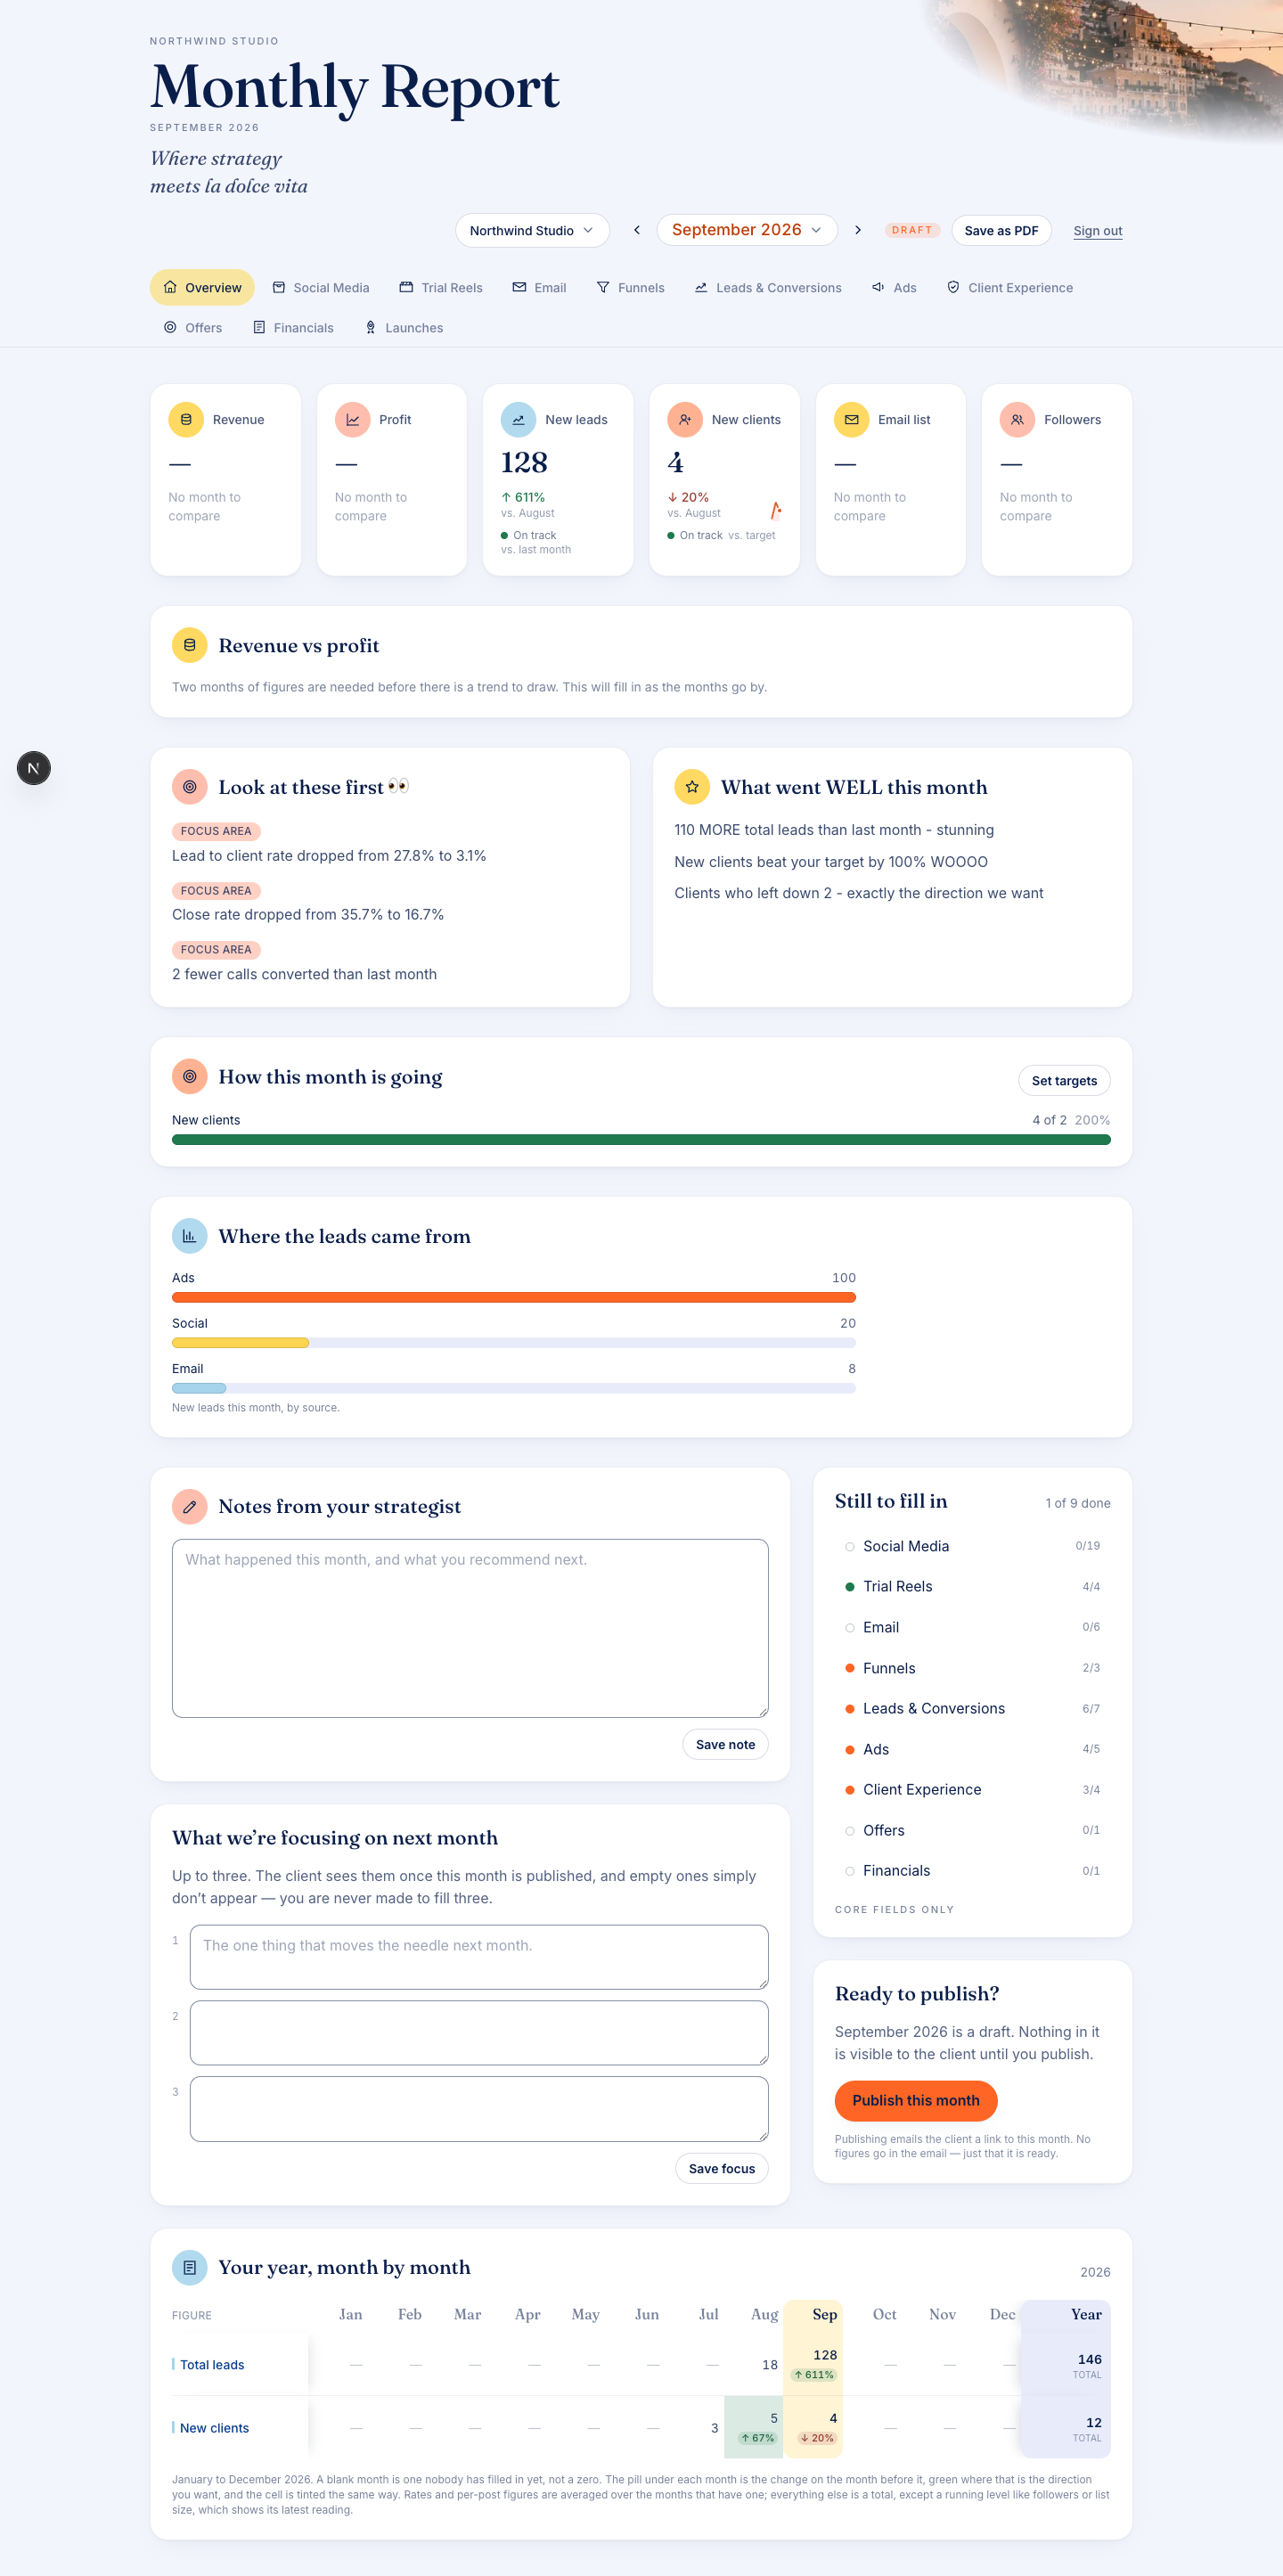 NORTHWIND STUDIO
Monthly Report
SEPTEMBER 2026
Where strategy
meets la dolce vita
Northwind Studio
September 2026
DRAFT
Save as PDF
Sign out
Overview
Social Media
Trial Reels
Email
Funnels
Leads & Conversions
Ads
Client Experience
Offers
Financials
Launches
Revenue
—
No month to
compare
Profit
—
No month to
compare
New leads
128
↑ 611%
vs. August
On track
vs. last month
New clients
4
↓ 20%
vs. August
On track vs. target
Email list
—
No month to
compare
Followers
—
No month to
compare
Revenue vs profit
Two months of figures are needed before there is a trend to draw. This will fill in as the months go by.
Look at these first 👀
FOCUS AREA
Lead to client rate dropped from 27.8% to 3.1%
FOCUS AREA
Close rate dropped from 35.7% to 16.7%
FOCUS AREA
2 fewer calls converted than last month
What went WELL this month
110 MORE total leads than last month - stunning
New clients beat your target by 100% WOOOO
Clients who left down 2 - exactly the direction we want
How this month is going
Set targets
New clients
4 of 2 200%
Where the leads came from
Ads 100
Social 20
Email 8
New leads this month, by source.
Notes from your strategist
What happened this month, and what you recommend next.
Save note
What we’re focusing on next month
Up to three. The client sees them once this month is published, and empty ones simply
don’t appear — you are never made to fill three.
1 The one thing that moves the needle next month.
2
3
Save focus
Still to fill in
1 of 9 done
Social Media 0/19
Trial Reels 4/4
Email 0/6
Funnels 2/3
Leads & Conversions 6/7
Ads 4/5
Client Experience 3/4
Offers 0/1
Financials 0/1
CORE FIELDS ONLY
Ready to publish?
September 2026 is a draft. Nothing in it
is visible to the client until you publish.
Publish this month
Publishing emails the client a link to this month. No
figures go in the email — just that it is ready.
Your year, month by month
2026
FIGURE Jan Feb Mar Apr May Jun Jul Aug Sep Oct Nov Dec Year
Total leads — — — — — — — 18 128 — — — 146
↑ 611% TOTAL
New clients — — — — — — 3 5 4 — — — 12
↑ 67% ↓ 20% TOTAL
January to December 2026. A blank month is one nobody has filled in yet, not a zero. The pill under each month is the change on the month before it, green where that is the direction
you want, and the cell is tinted the same way. Rates and per-post figures are averaged over the months that have one; everything else is a total, except a running level like followers or list
size, which shows its latest reading.